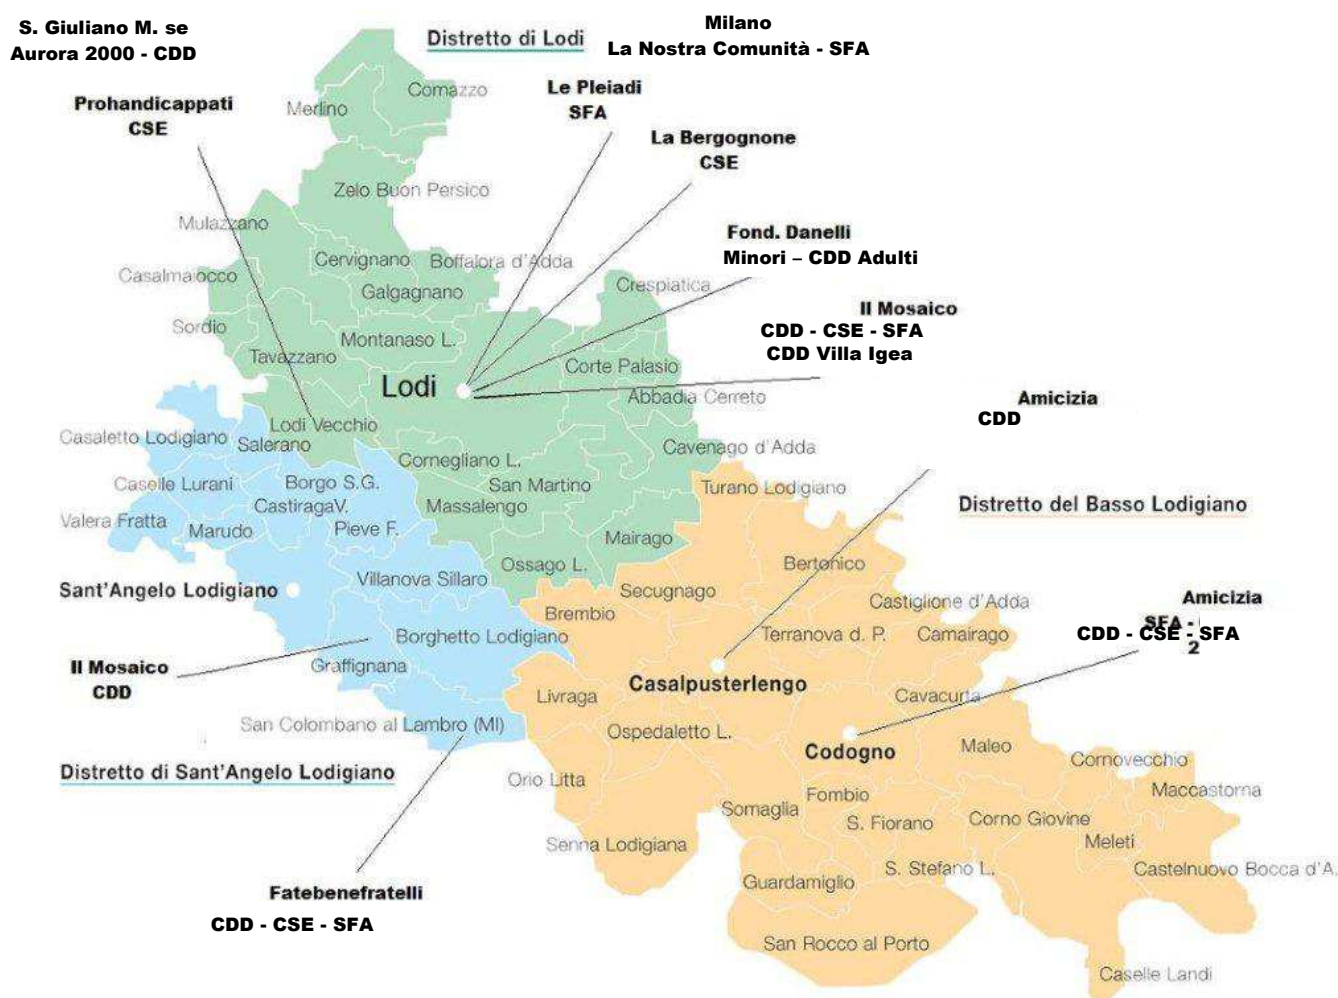 S. Giuliano M. se
Aurora 2000 - CDD
Distretto di Lodi
Milano
La Nostra Comunità - SFA
Prohandicappati
CSE
Le Pleiadi
SFA
La Bergognone
CSE
Fond. Danelli
Minori – CDD Adulti
Il Mosaico
CDD - CSE - SFA
CDD Villa Igea
Amicizia
CDD
Distretto del Basso Lodigiano
Amicizia
SFA -
CDD - CSE - SFA
2
Comazzo
Merlino
Zelo Buon Persico
Mulazzano
Cervignano
Boffalora d'Adda
Casalmaiocco
Galgagnano
Crespiatica
Sordio
Montanaso L.
Tavazzano
Corte Palasio
Lodi
Abbadia Cerreto
Lodi Vecchio
Casaletto Lodigiano
Salerano
Cavenago d'Adda
Cornegliano L.
Caselle Lurani
Borgo S.G.
San Martino
Turano Lodigiano
CastiragaV.
Massalengo
Valera Fratta
Marudo
Pieve F.
Mairago
Ossago L.
Bertonico
Villanova Sillaro
Sant'Angelo Lodigiano
Secugnago
Castiglione d'Adda
Brembio
Borghetto Lodigiano
Terranova d. P.
Camairago
Graffignana
Il Mosaico
CDD
Livraga
Casalpusterlengo
Cavacurta
San Colombano al Lambro (MI)
Ospedaletto L.
Codogno
Maleo
Cornovecchio
Distretto di Sant'Angelo Lodigiano
Orio Litta
Maccastorna
Fombio
Somaglia
S. Fiorano
Corno Giovine
Senna Lodigiana
Meleti
S. Stefano L.
Castelnuovo Bocca d'A.
Guardamiglio
Fatebenefratelli
CDD - CSE - SFA
San Rocco al Porto
Caselle Landi